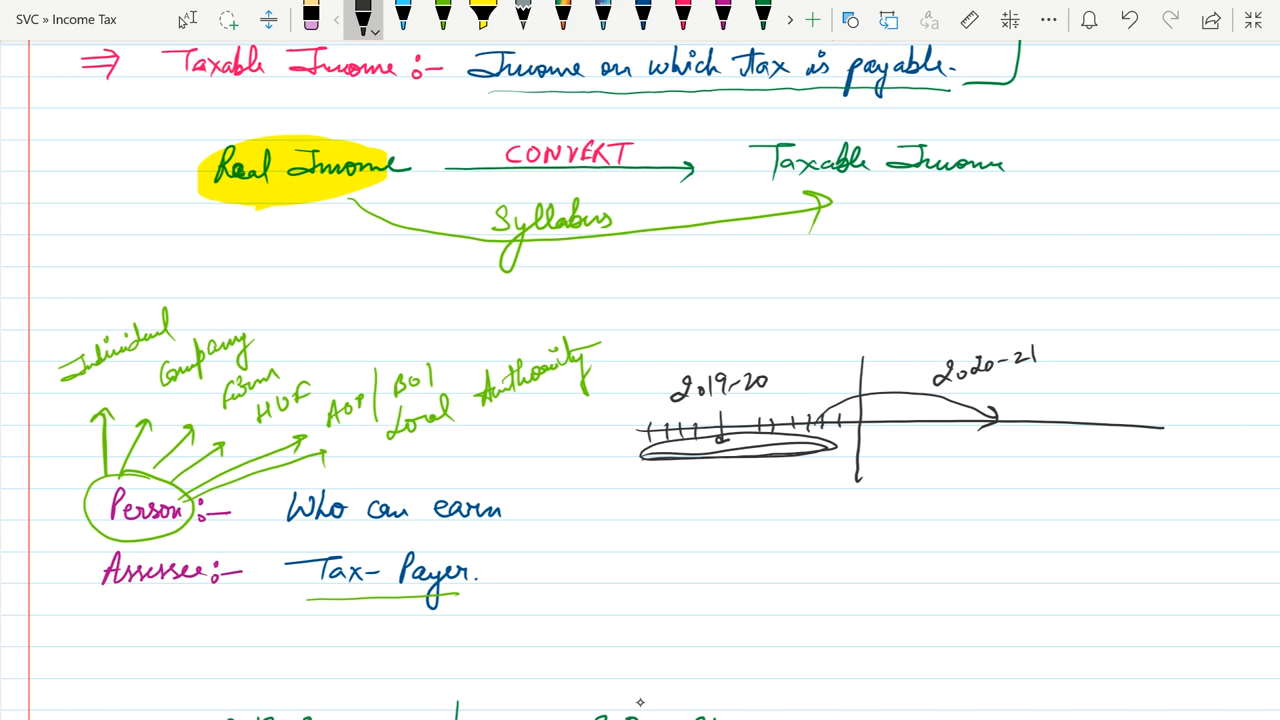 SVC » Income Tax
⇒ Taxable Income :- Income on which tax is payable.
Real Income CONVERT Taxable Income
Syllabus
Individual Company Firm HUF AOP | BOI Local Authority
2019-20 2020-21
Person :- Who can earn
Assessee :- Tax-Payer.